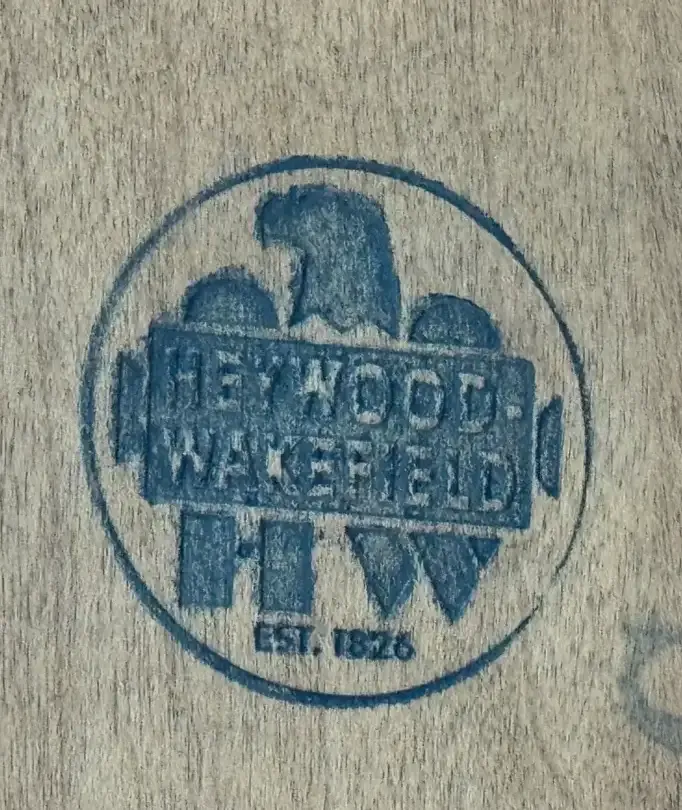 HEYWOOD-
WAKEFIELD
HW
EST. 1826